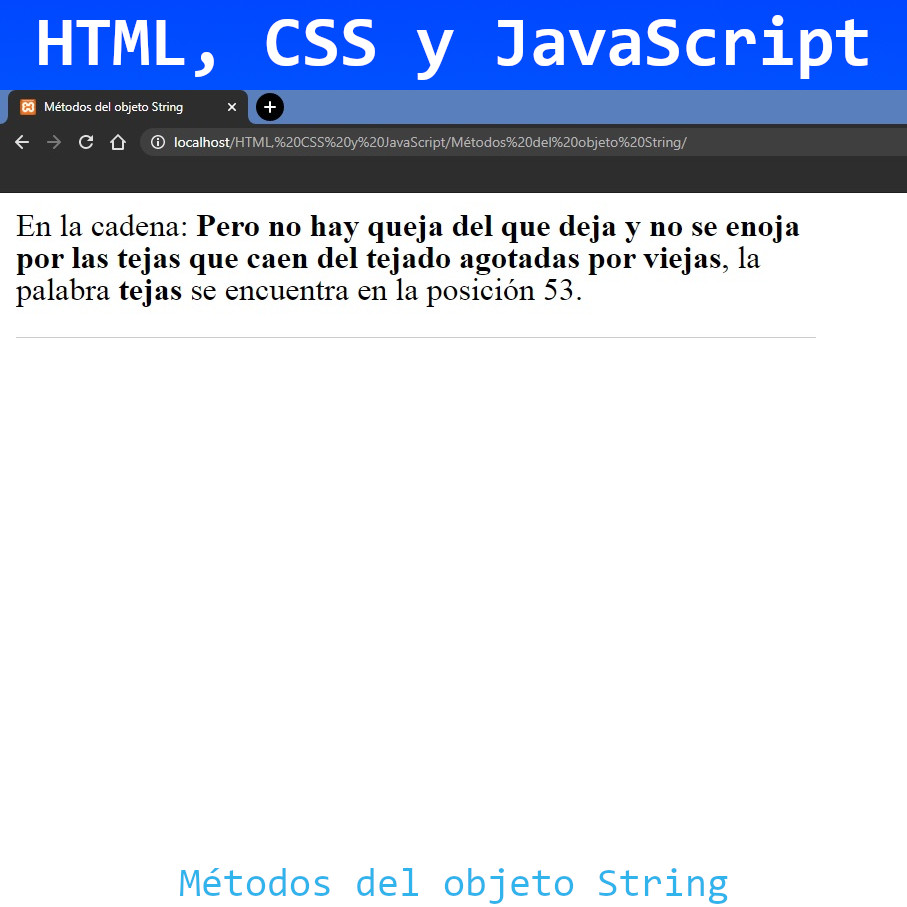 HTML, CSS y JavaScript
Métodos del objeto String
localhost/HTML,%20CSS%20y%20JavaScript/Métodos%20del%20objeto%20String/
En la cadena: Pero no hay queja del que deja y no se enoja
por las tejas que caen del tejado agotadas por viejas, la
palabra tejas se encuentra en la posición 53.
Métodos del objeto String